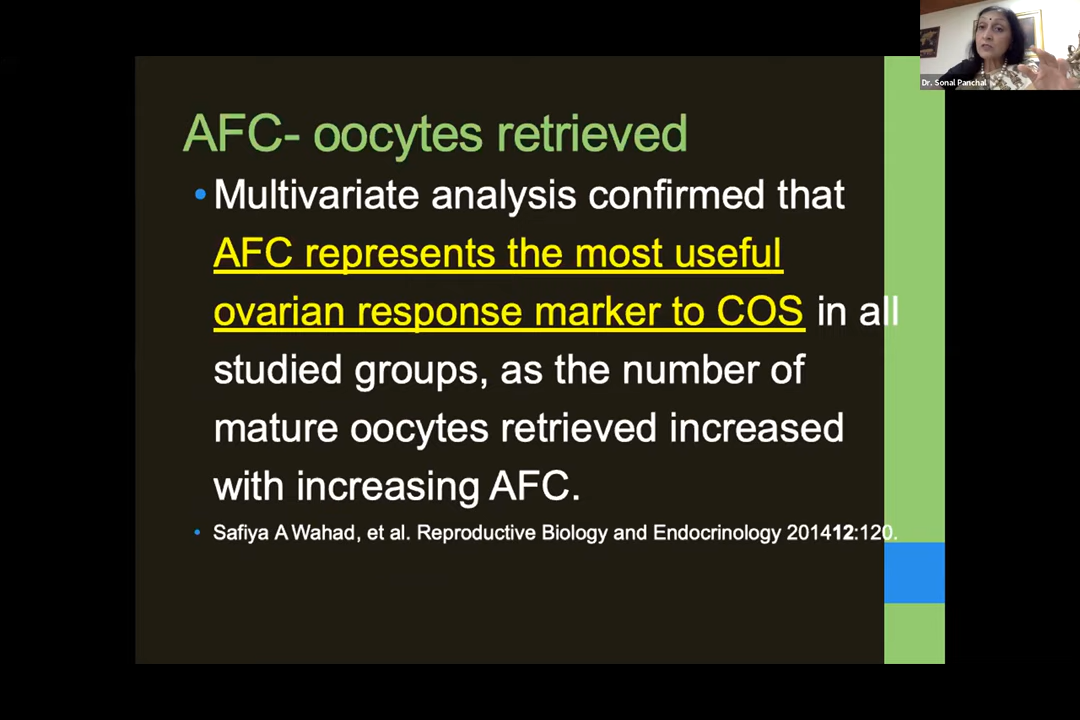 Dr. Sonal Panchal
AFC- oocytes retrieved
• Multivariate analysis confirmed that
AFC represents the most useful
ovarian response marker to COS in all
studied groups, as the number of
mature oocytes retrieved increased
with increasing AFC.
• Safiya A Wahad, et al. Reproductive Biology and Endocrinology 201412:120.